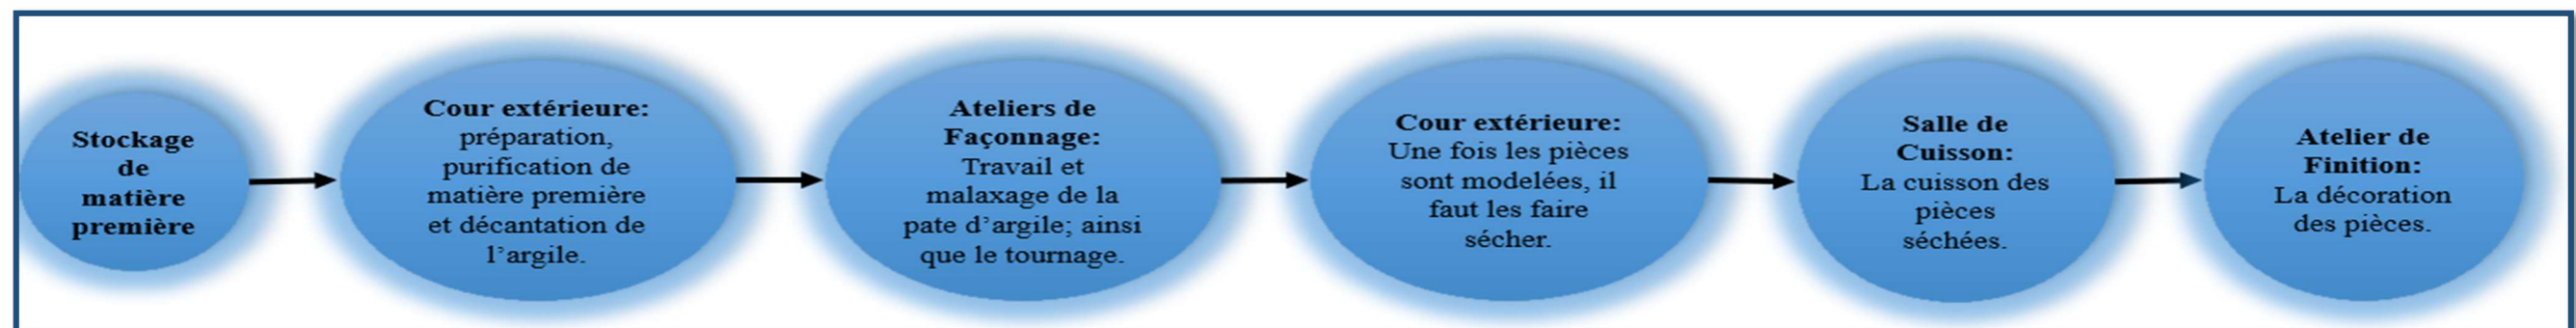 Stockage
de
matière
première
Cour extérieure:
préparation,
purification de
matière première
et décantation de
l’argile.
Ateliers de
Façonnage:
Travail et
malaxage de la
pate d’argile; ainsi
que le tournage.
Cour extérieure:
Une fois les pièces
sont modelées, il
faut les faire
sécher.
Salle de
Cuisson:
La cuisson des
pièces
séchées.
Atelier de
Finition:
La décoration
des pièces.